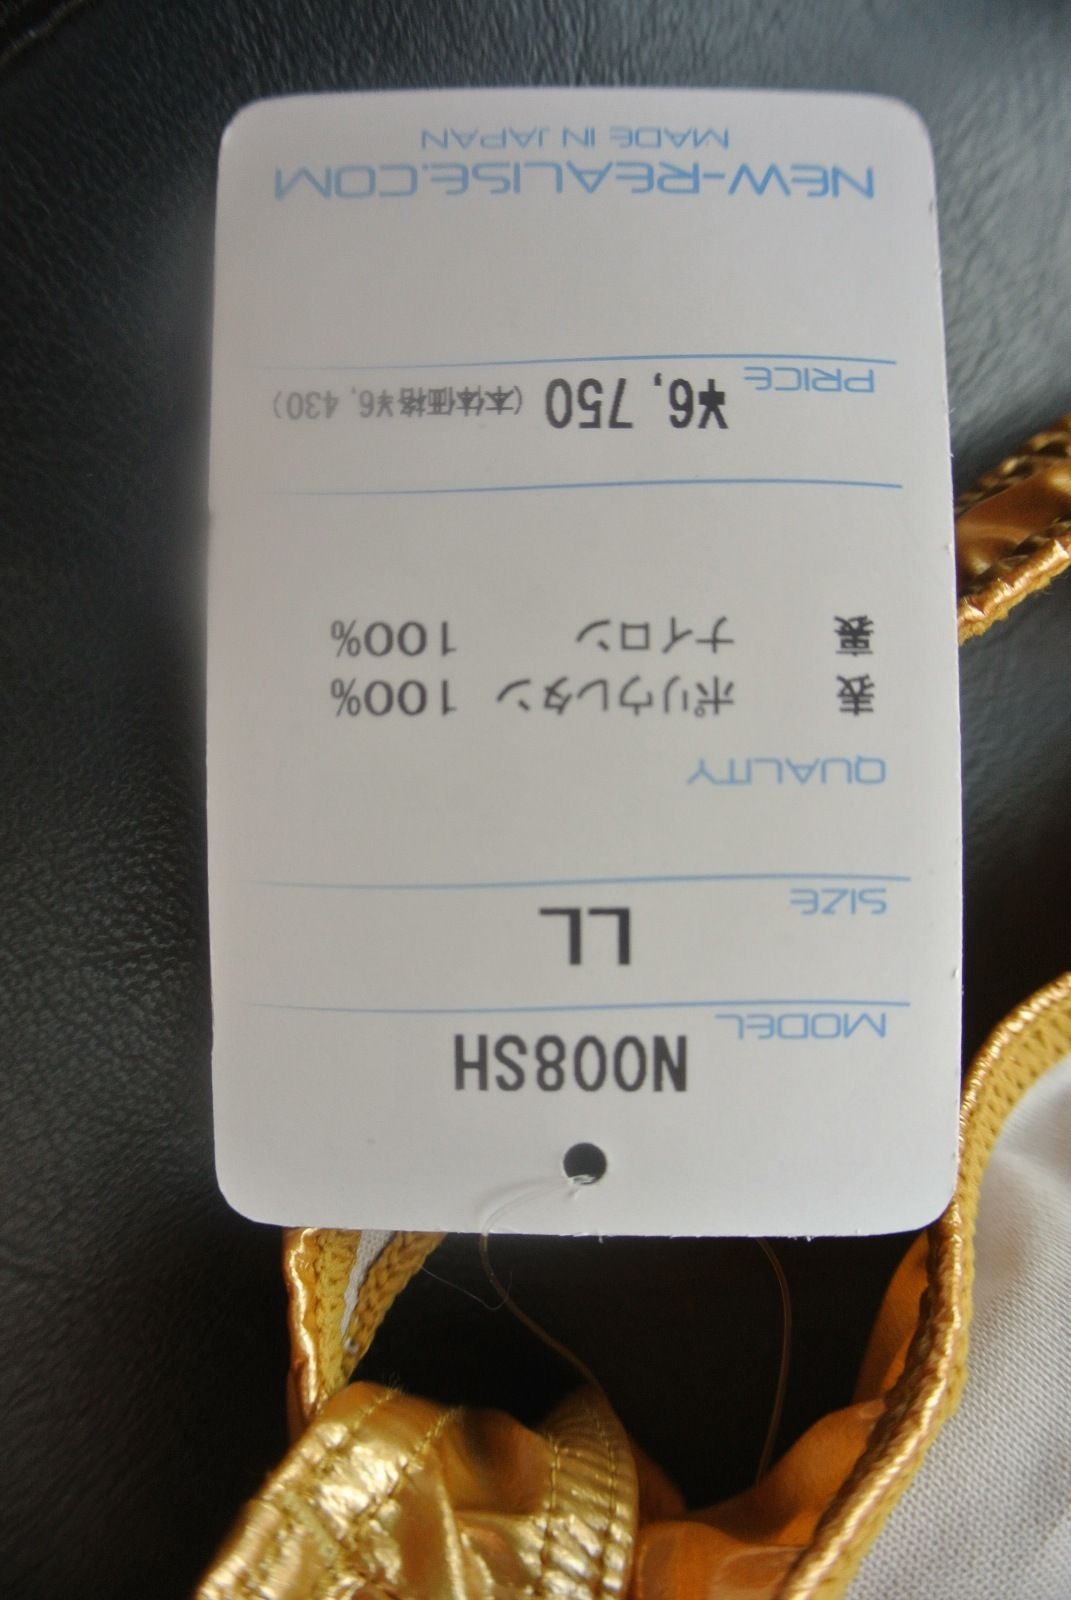 MODEL
N008SH
SIZE
LL
QUALITY
表 ポリウレタン 100%
裏 ナイロン 100%
PRICE
¥6,750 (本体価格¥6,430)
NEW-REALISE.COM
MADE IN JAPAN